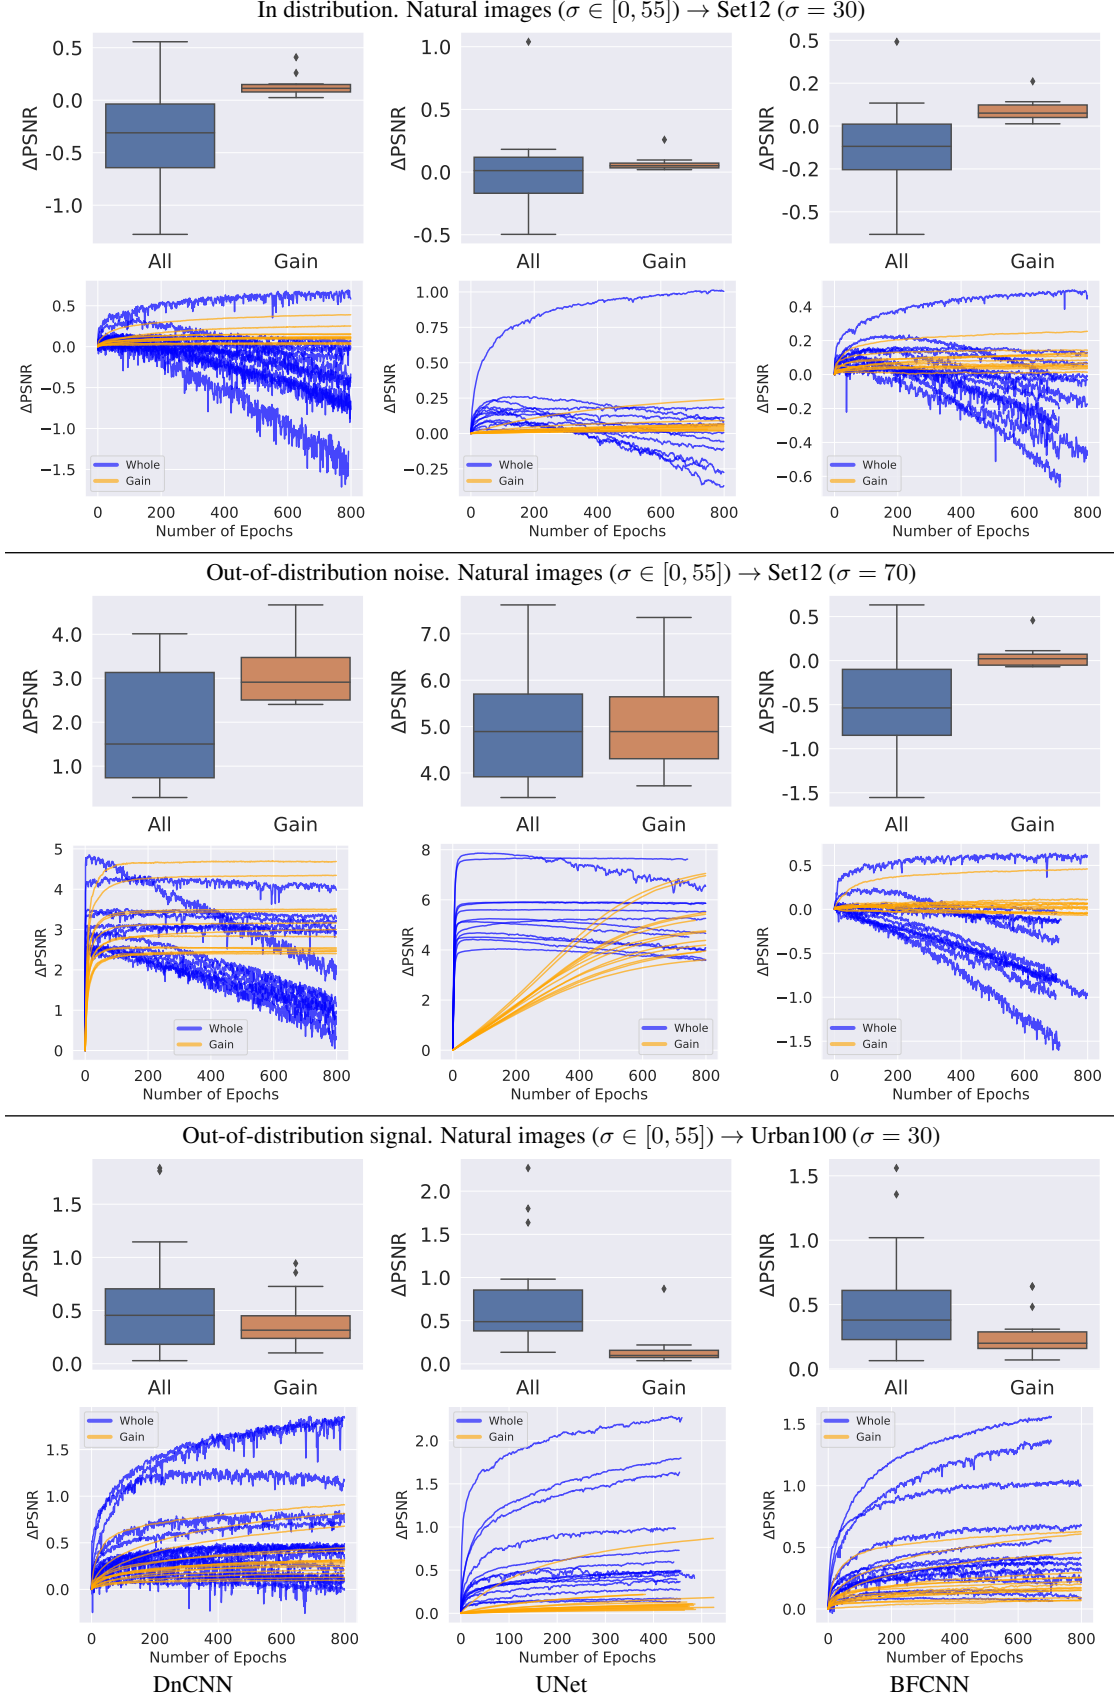 In distribution. Natural images (σ ∈ [0, 55]) → Set12 (σ = 30)
0.5
0.0
-0.5
-1.0
ΔPSNR
All Gain
1.0
0.5
0.0
-0.5
ΔPSNR
All Gain
0.5
0.2
0.0
-0.2
-0.5
ΔPSNR
All Gain
0.5
0.0
−0.5
−1.0
−1.5
ΔPSNR
Whole
Gain
0 200 400 600 800
Number of Epochs
1.00
0.75
0.50
0.25
0.00
−0.25
ΔPSNR
Whole
Gain
0 200 400 600 800
Number of Epochs
0.4
0.2
0.0
−0.2
−0.4
−0.6
ΔPSNR
Whole
Gain
0 200 400 600 800
Number of Epochs
Out-of-distribution noise. Natural images (σ ∈ [0, 55]) → Set12 (σ = 70)
4.0
3.0
2.0
1.0
ΔPSNR
All Gain
7.0
6.0
5.0
4.0
ΔPSNR
All Gain
0.5
0.0
-0.5
-1.0
-1.5
ΔPSNR
All Gain
5
4
3
2
1
0
ΔPSNR
Whole
Gain
0 200 400 600 800
Number of Epochs
8
6
4
2
0
ΔPSNR
Whole
Gain
0 200 400 600 800
Number of Epochs
0.5
0.0
−0.5
−1.0
−1.5
ΔPSNR
Whole
Gain
0 200 400 600 800
Number of Epochs
Out-of-distribution signal. Natural images (σ ∈ [0, 55]) → Urban100 (σ = 30)
1.5
1.0
0.5
0.0
ΔPSNR
All Gain
2.0
1.5
1.0
0.5
0.0
ΔPSNR
All Gain
1.5
1.0
0.5
0.0
ΔPSNR
All Gain
1.5
1.0
0.5
0.0
ΔPSNR
Whole
Gain
0 200 400 600 800
Number of Epochs
2.0
1.5
1.0
0.5
0.0
ΔPSNR
Whole
Gain
0 100 200 300 400 500
Number of Epochs
1.5
1.0
0.5
0.0
ΔPSNR
Whole
Gain
0 200 400 600 800
Number of Epochs
DnCNN UNet BFCNN